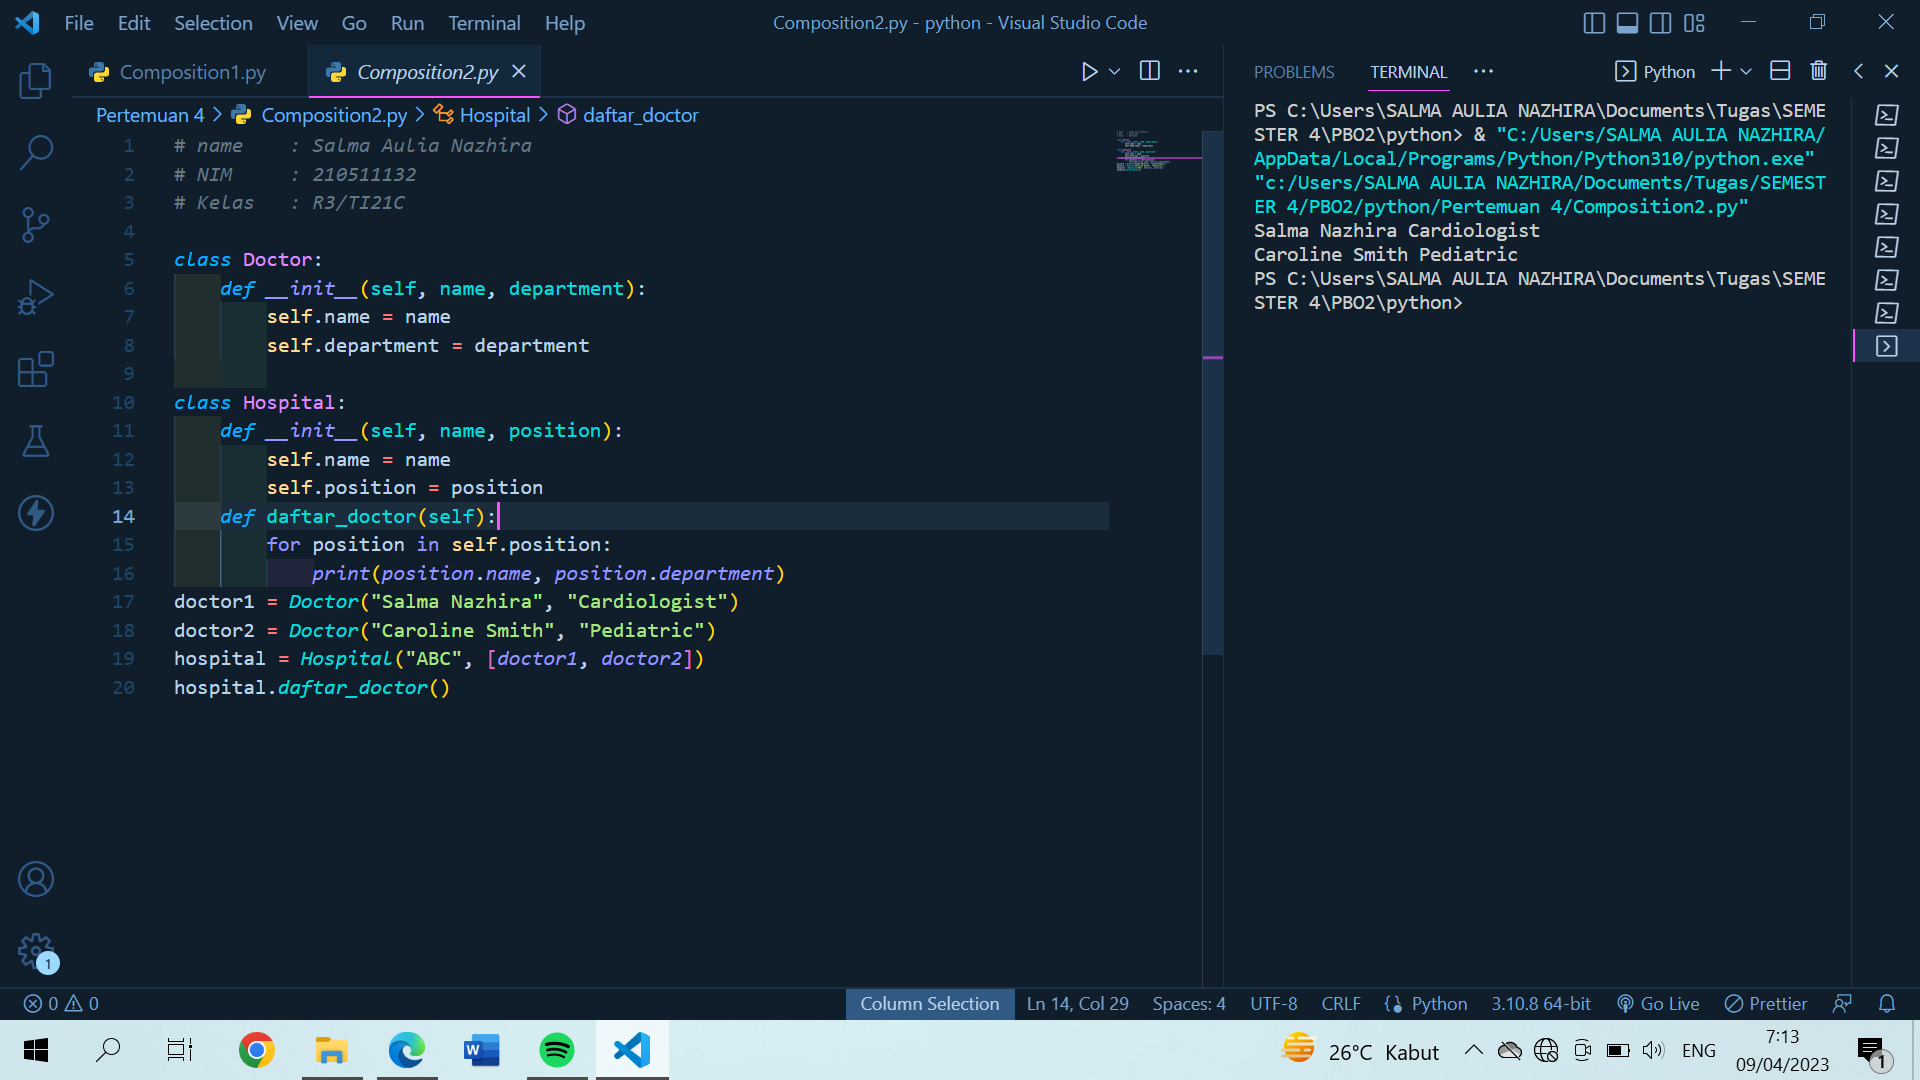 File Edit Selection View Go Run Terminal Help
Composition2.py - python - Visual Studio Code
Composition1.py
Composition2.py
Pertemuan 4 > Composition2.py > Hospital > daftar_doctor
1 # name    : Salma Aulia Nazhira
2 # NIM     : 210511132
3 # Kelas   : R3/TI21C
4
5 class Doctor:
6     def __init__(self, name, department):
7         self.name = name
8         self.department = department
9
10 class Hospital:
11     def __init__(self, name, position):
12         self.name = name
13         self.position = position
14     def daftar_doctor(self):
15         for position in self.position:
16             print(position.name, position.department)
17 doctor1 = Doctor("Salma Nazhira", "Cardiologist")
18 doctor2 = Doctor("Caroline Smith", "Pediatric")
19 hospital = Hospital("ABC", [doctor1, doctor2])
20 hospital.daftar_doctor()
PROBLEMS TERMINAL ··· Python
PS C:\Users\SALMA AULIA NAZHIRA\Documents\Tugas\SEME
STER 4\PBO2\python> & "C:/Users/SALMA AULIA NAZHIRA/
AppData/Local/Programs/Python/Python310/python.exe"
"c:/Users/SALMA AULIA NAZHIRA/Documents/Tugas/SEMEST
ER 4/PBO2/python/Pertemuan 4/Composition2.py"
Salma Nazhira Cardiologist
Caroline Smith Pediatric
PS C:\Users\SALMA AULIA NAZHIRA\Documents\Tugas\SEME
STER 4\PBO2\python>
1
0 0
Column Selection Ln 14, Col 29 Spaces: 4 UTF-8 CRLF Python 3.10.8 64-bit Go Live Prettier
W
26°C Kabut
ENG
7:13
09/04/2023
1